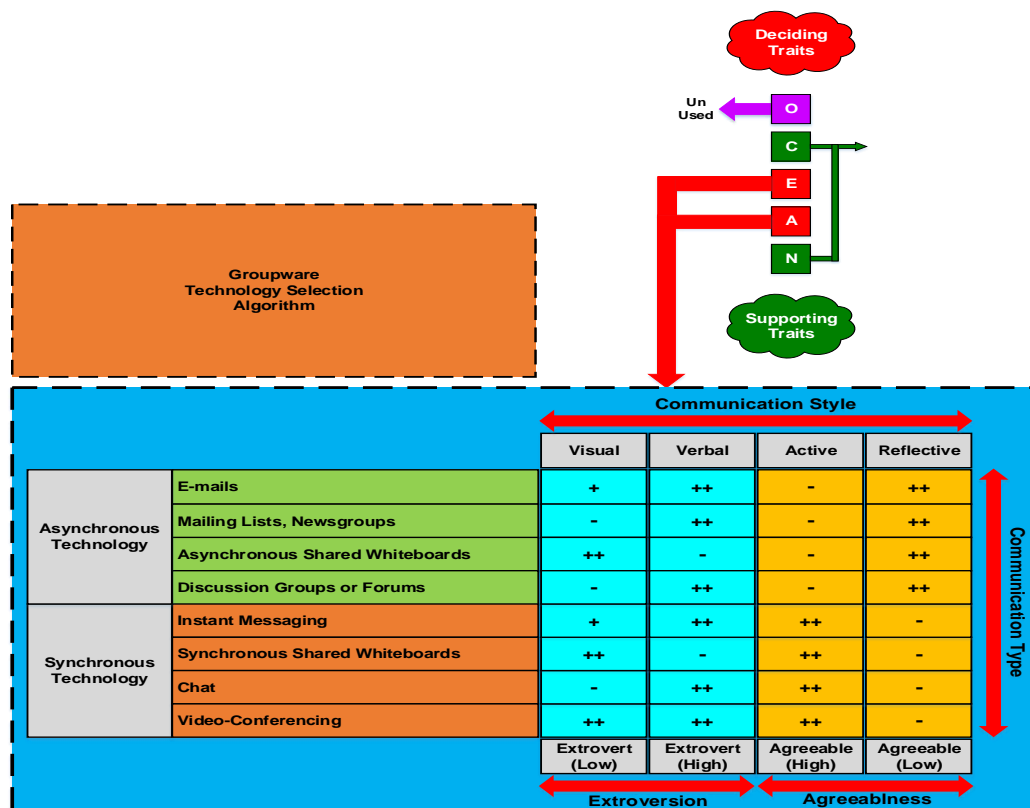 Deciding
Traits
Un
Used
O
C
E
A
N
Supporting
Traits
Groupware
Technology Selection
Algorithm
Communication Style
Visual
Verbal
Active
Reflective
Asynchronous
Technology
E-mails
+
++
-
++
Mailing Lists, Newsgroups
-
++
-
++
Asynchronous Shared Whiteboards
++
-
-
++
Discussion Groups or Forums
-
++
-
++
Synchronous
Technology
Instant Messaging
+
++
++
-
Synchronous Shared Whiteboards
++
-
++
-
Chat
-
++
++
-
Video-Conferencing
++
++
++
-
Communication Type
Extrovert
(Low)
Extrovert
(High)
Agreeable
(High)
Agreeable
(Low)
Extroversion
Agreeablness